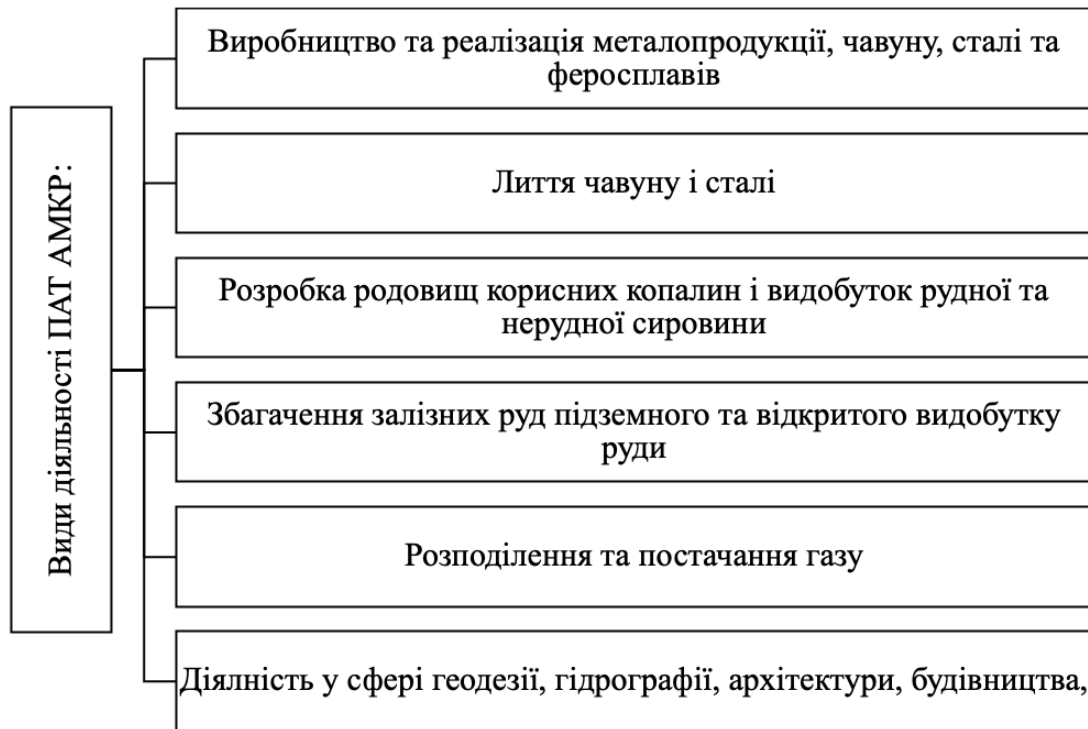 Види діяльності ПАТ АМКР:
Виробництво та реалізація металопродукції, чавуну, сталі та
феросплавів
Лиття чавуну і сталі
Розробка родовищ корисних копалин і видобуток рудної та
нерудної сировини
Збагачення залізних руд підземного та відкритого видобутку
руди
Розподілення та постачання газу
Діялність у сфері геодезії, гідрографії, архітектури, будівництва,